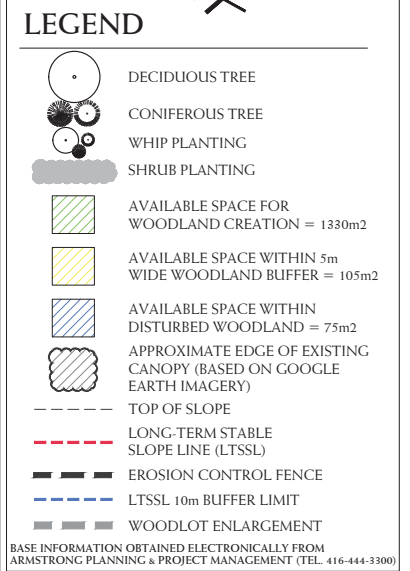 LEGEND
DECIDUOUS TREE
CONIFEROUS TREE
WHIP PLANTING
SHRUB PLANTING
AVAILABLE SPACE FOR
WOODLAND CREATION = 1330m2
AVAILABLE SPACE WITHIN 5m
WIDE WOODLAND BUFFER = 105m2
AVAILABLE SPACE WITHIN
DISTURBED WOODLAND = 75m2
APPROXIMATE EDGE OF EXISTING
CANOPY (BASED ON GOOGLE
EARTH IMAGERY)
TOP OF SLOPE
LONG-TERM STABLE
SLOPE LINE (LTSSL)
EROSION CONTROL FENCE
LTSSL 10m BUFFER LIMIT
WOODLOT ENLARGEMENT
BASE INFORMATION OBTAINED ELECTRONICALLY FROM
ARMSTRONG PLANNING & PROJECT MANAGEMENT (TEL. 416-444-3300)